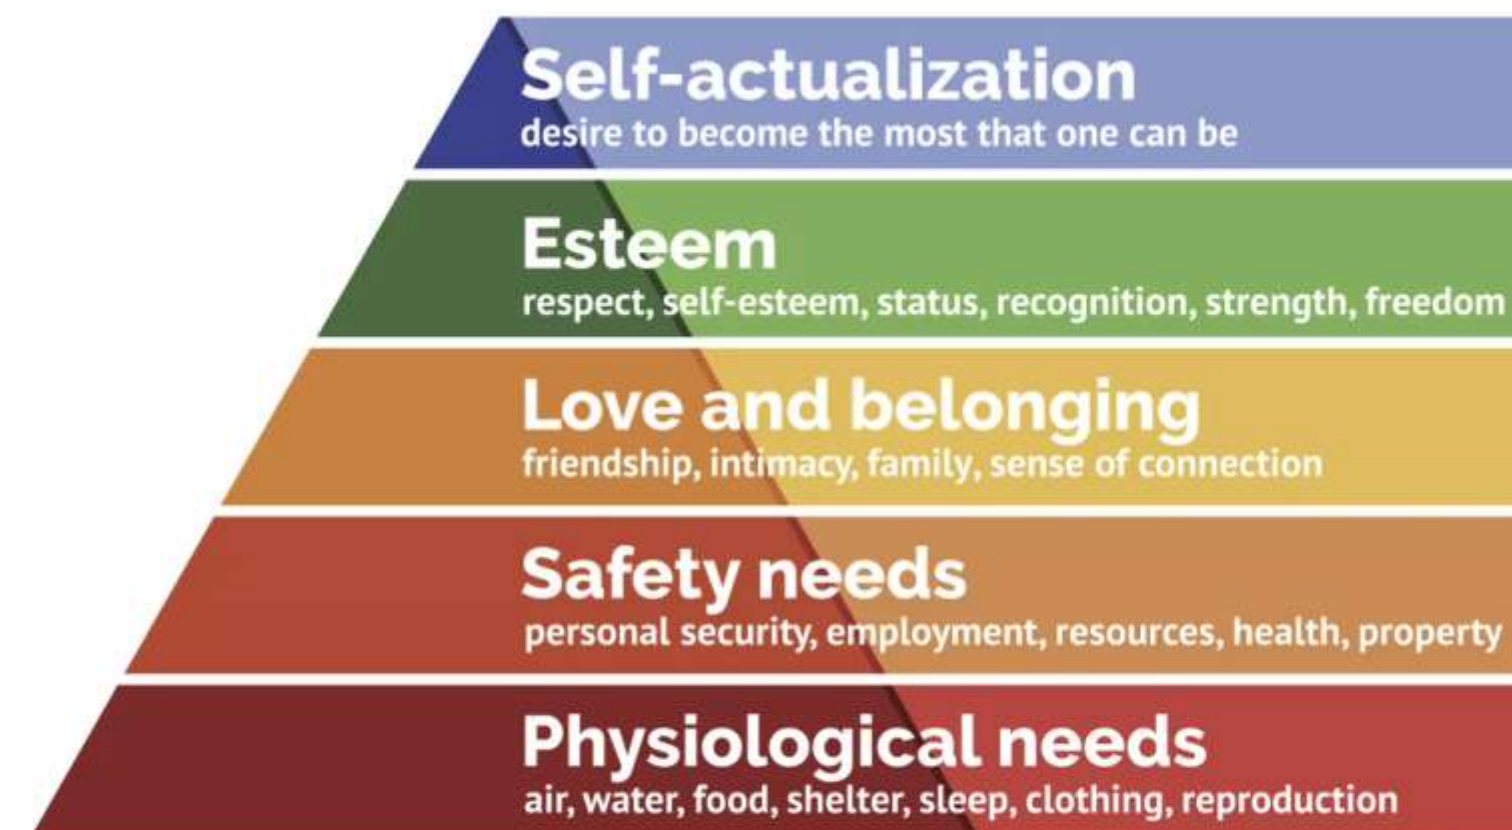 Self-actualization
desire to become the most that one can be
Esteem
respect, self-esteem, status, recognition, strength, freedom
Love and belonging
friendship, intimacy, family, sense of connection
Safety needs
personal security, employment, resources, health, property
Physiological needs
air, water, food, shelter, sleep, clothing, reproduction